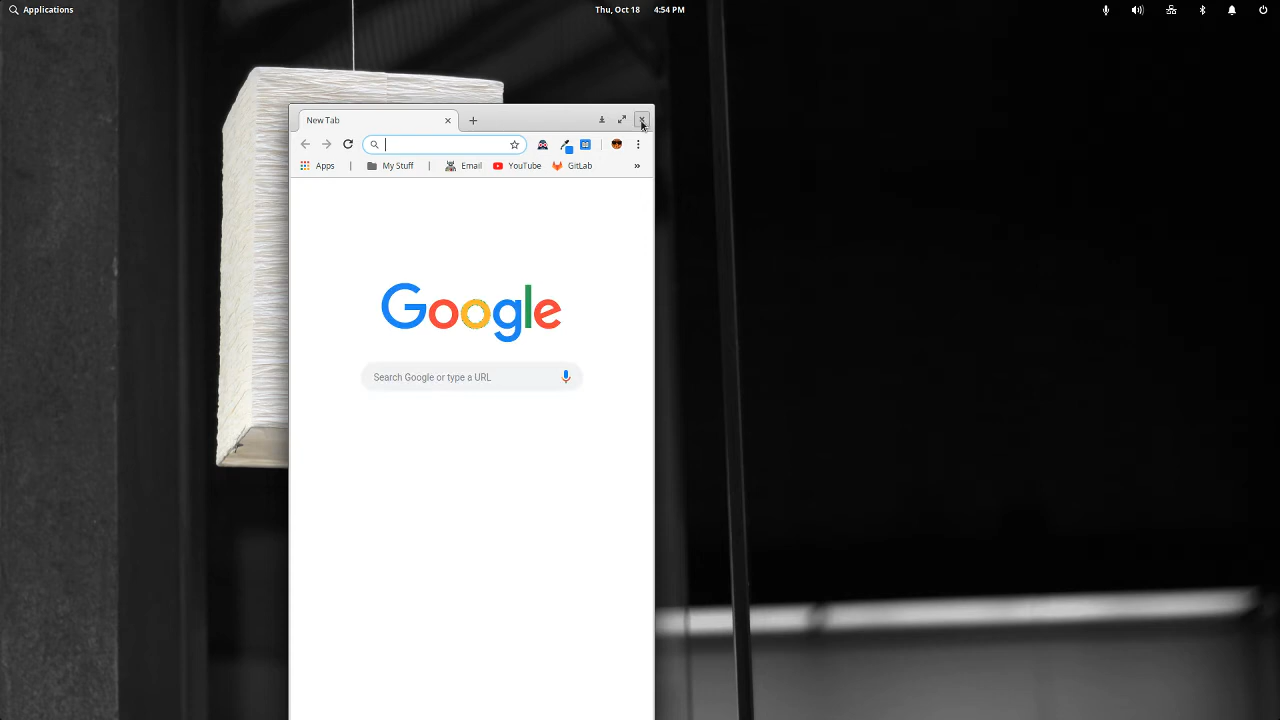 Applications
Thu, Oct 18 4:54 PM
New Tab
Apps My Stuff Email YouTube GitLab
Google
Search Google or type a URL